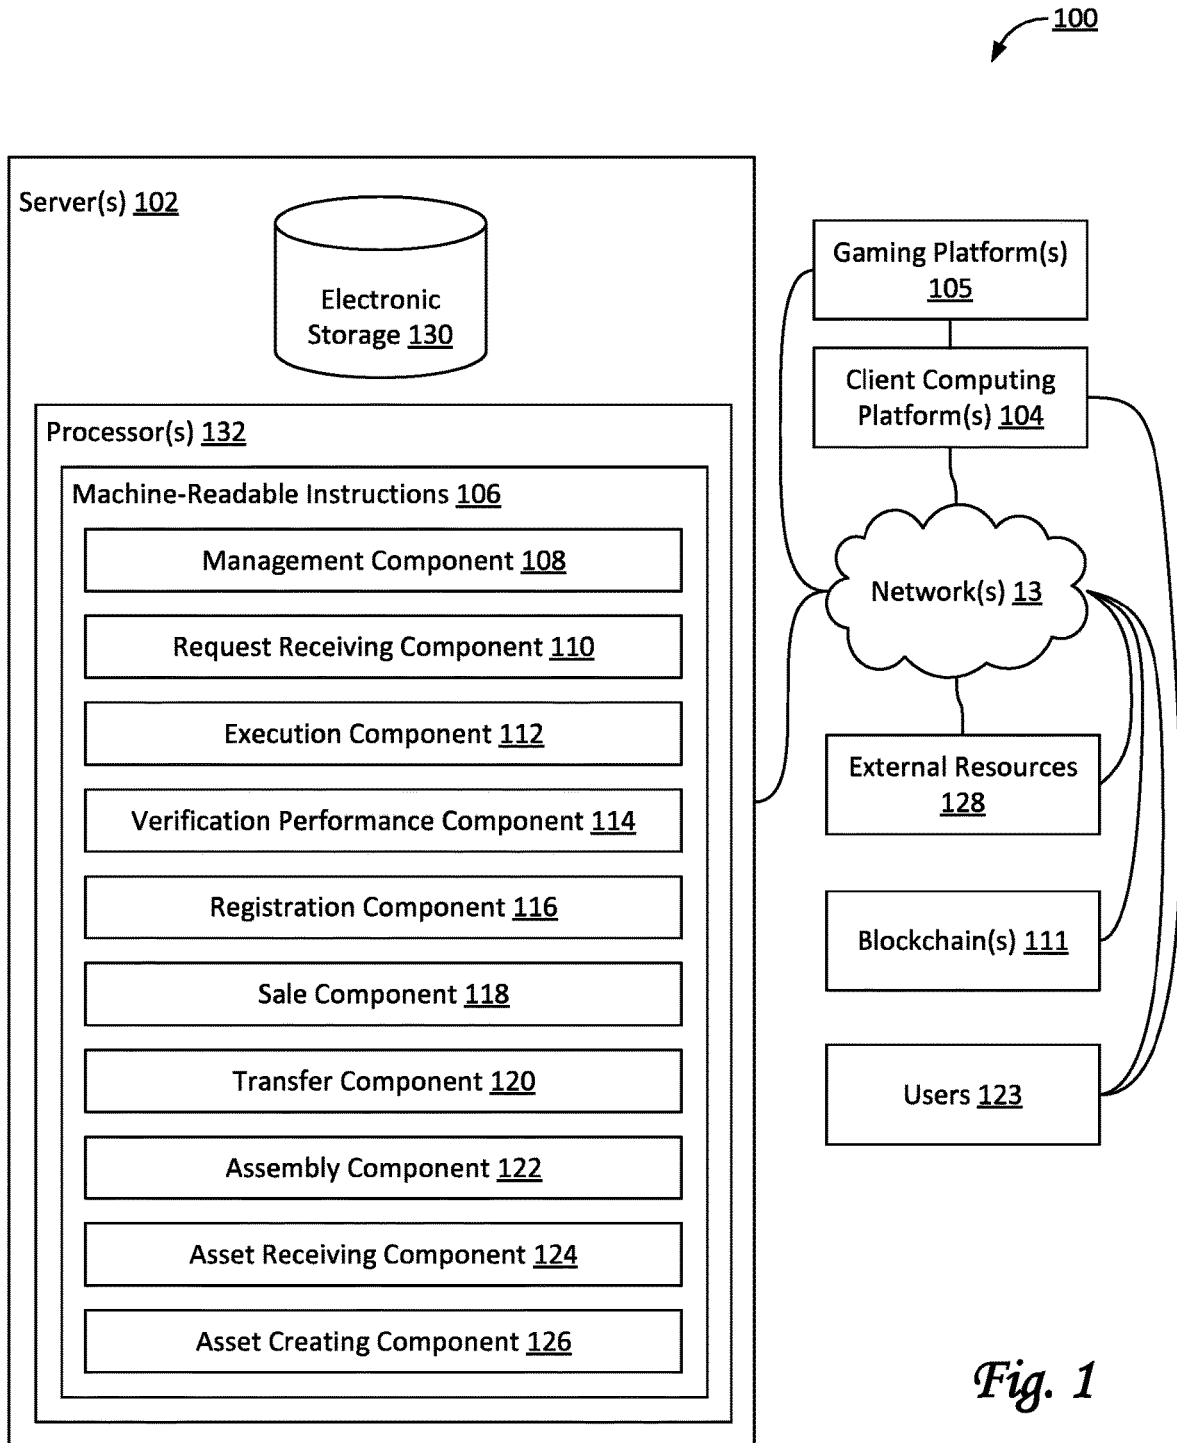 100
Server(s) 102
Electronic
Storage 130
Processor(s) 132
Machine-Readable Instructions 106
Management Component 108
Request Receiving Component 110
Execution Component 112
Verification Performance Component 114
Registration Component 116
Sale Component 118
Transfer Component 120
Assembly Component 122
Asset Receiving Component 124
Asset Creating Component 126
Gaming Platform(s)
105
Client Computing
Platform(s) 104
Network(s) 13
External Resources
128
Blockchain(s) 111
Users 123
Fig. 1